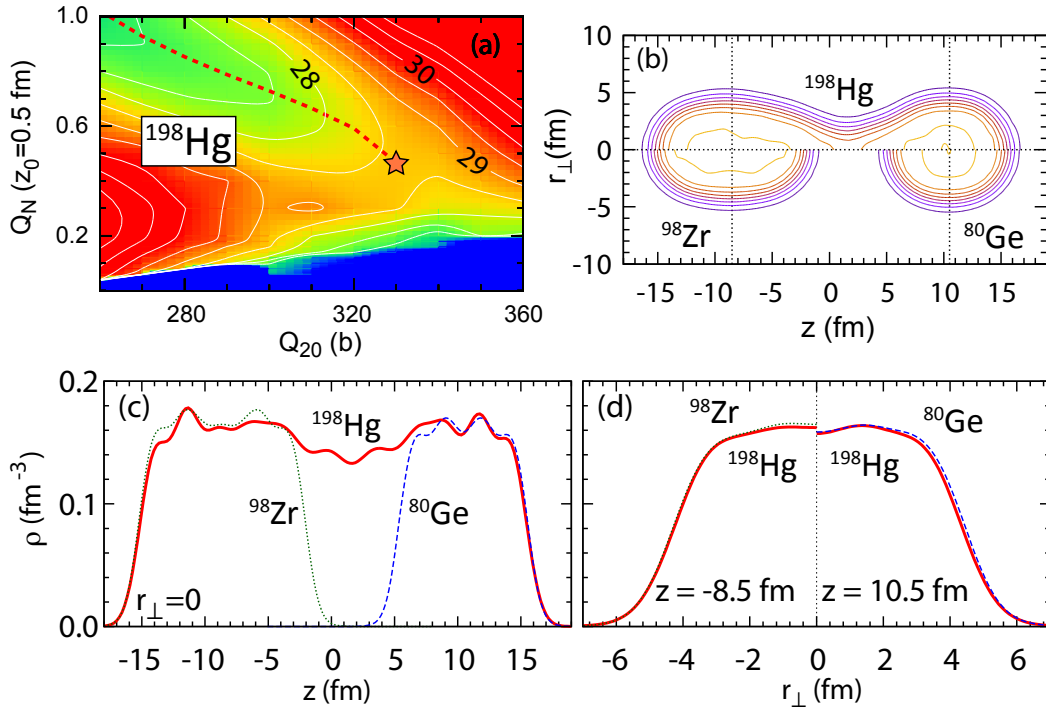 (a)
1.0
0.6
0.2
Q_N (z_0=0.5 fm)
198Hg
28
30
29
280
320
360
Q_20 (b)
(b)
10
5
0
-5
-10
r_⊥(fm)
198Hg
98Zr
80Ge
-15 -10 -5 0 5 10 15
z (fm)
(c)
0.2
0.1
0.0
ρ (fm^-3)
198Hg
98Zr
80Ge
r_⊥=0
-15 -10 -5 0 5 10 15
z (fm)
(d)
98Zr
80Ge
198Hg
198Hg
z = -8.5 fm
z = 10.5 fm
-6 -4 -2 0 2 4 6
r_⊥ (fm)